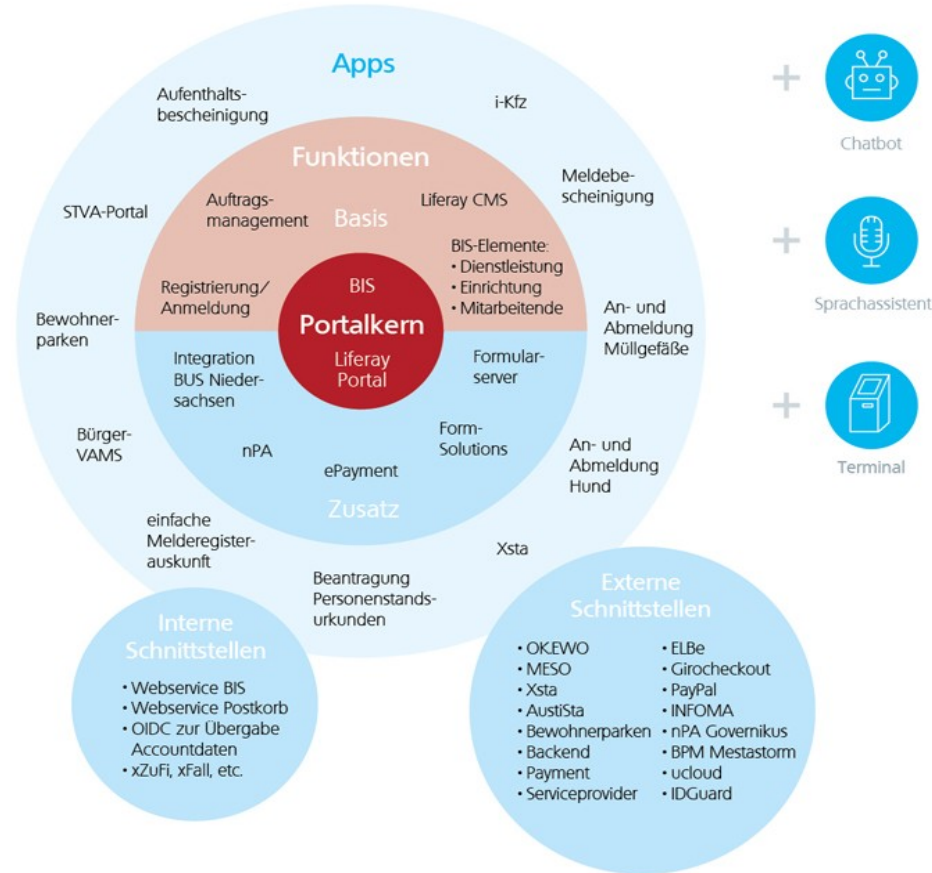 Apps
Aufenthalts-
bescheinigung
i-Kfz
Meldebe-
scheinigung
An- und
Abmeldung
Müllgefäße
An- und
Abmeldung
Hund
Xsta
Beantragung
Personenstands-
urkunden
einfache
Melderegister-
auskunft
Bürger-
VAMS
Bewohner-
parken
STVA-Portal
Funktionen
Basis
Auftrags-
management
Liferay CMS
Registrierung/
Anmeldung
BIS-Elemente:
• Dienstleistung
• Einrichtung
• Mitarbeitende
BIS
Portalkern
Liferay
Portal
Integration
BUS Nieder-
sachsen
Formular-
server
nPA
ePayment
Form-
Solutions
Zusatz
Interne
Schnittstellen
• Webservice BIS
• Webservice Postkorb
• OIDC zur Übergabe
Accountdaten
• xZuFi, xFall, etc.
Externe
Schnittstellen
• OK.EWO
• MESO
• Xsta
• AustiSta
• Bewohnerparken
• Backend
• Payment
• Serviceprovider
• ELBe
• Girocheckout
• PayPal
• INFOMA
• nPA Governikus
• BPM Mestastorm
• ucloud
• IDGuard
+
Chatbot
+
Sprachassistent
+
Terminal